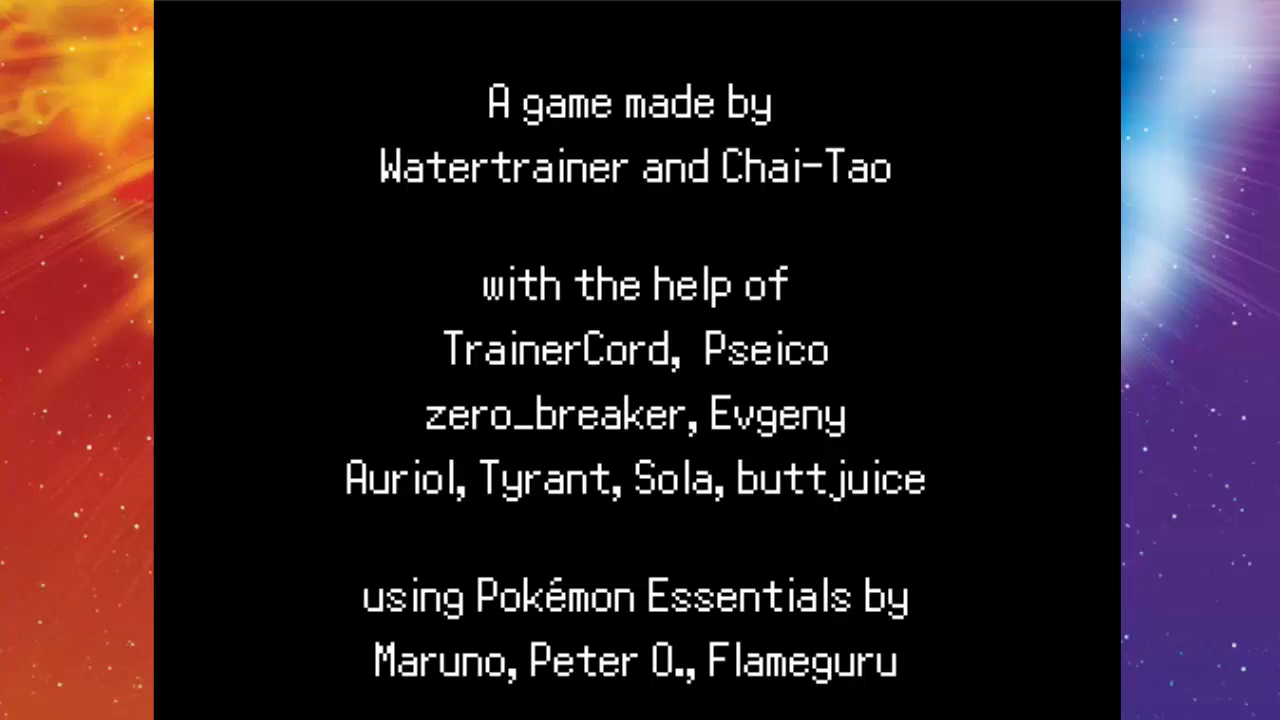 A game made by
Watertrainer and Chai-Tao
with the help of
TrainerCord, Pseico
zero_breaker, Evgeny
Auriol, Tyrant, Sola, buttjuice
using Pokémon Essentials by
Maruno, Peter O., Flameguru